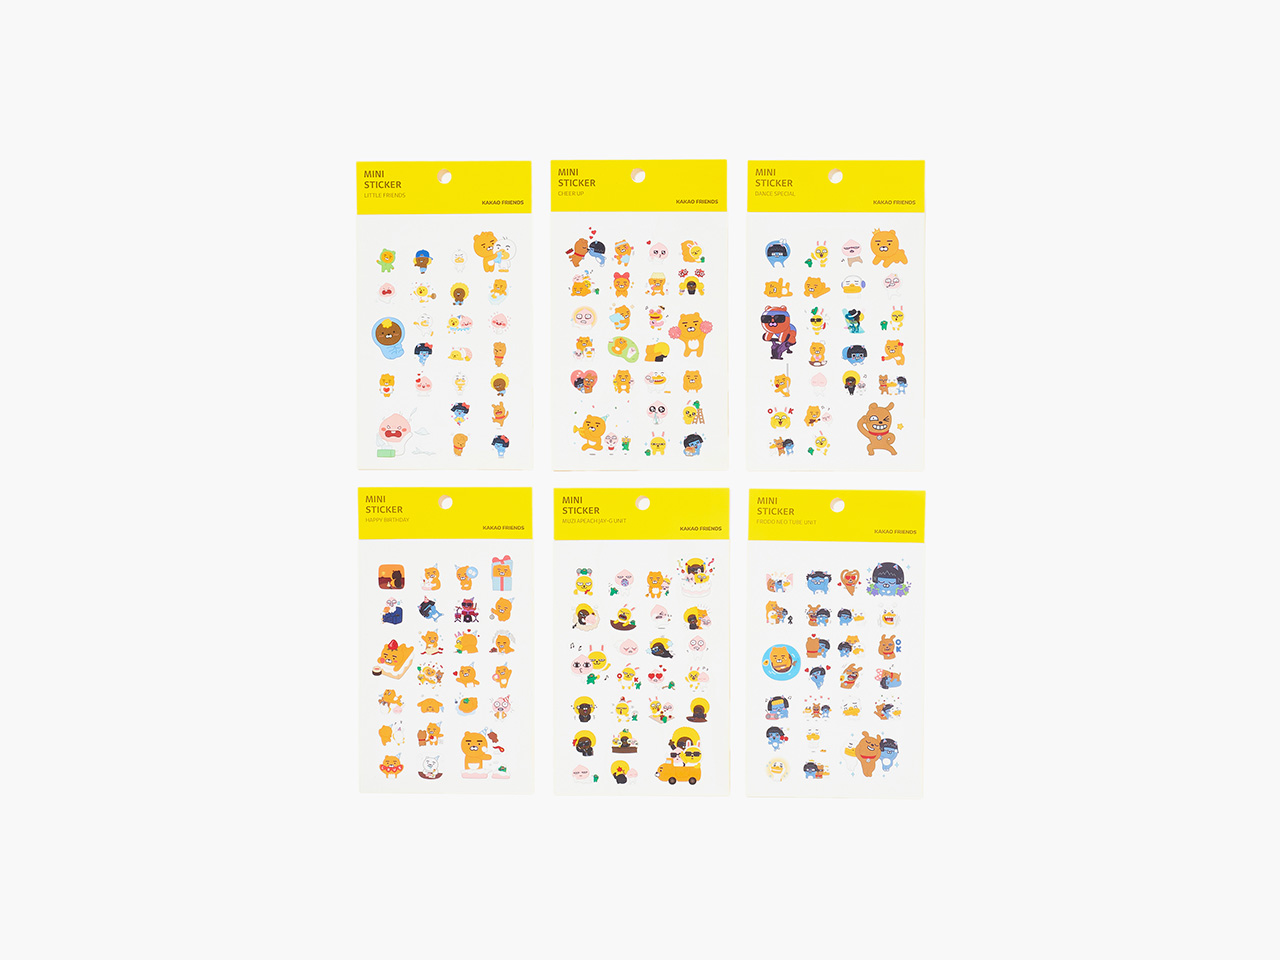 MINI
STICKER
LITTLE FRIENDS
KAKAO FRIENDS
MINI
STICKER
CHEER UP
KAKAO FRIENDS
MINI
STICKER
DANCE SPECIAL
KAKAO FRIENDS
MINI
STICKER
HAPPY BIRTHDAY
KAKAO FRIENDS
MINI
STICKER
MUZI APEACH JAY-G UNIT
KAKAO FRIENDS
MINI
STICKER
FRODO NEO TUBE UNIT
KAKAO FRIENDS
OK